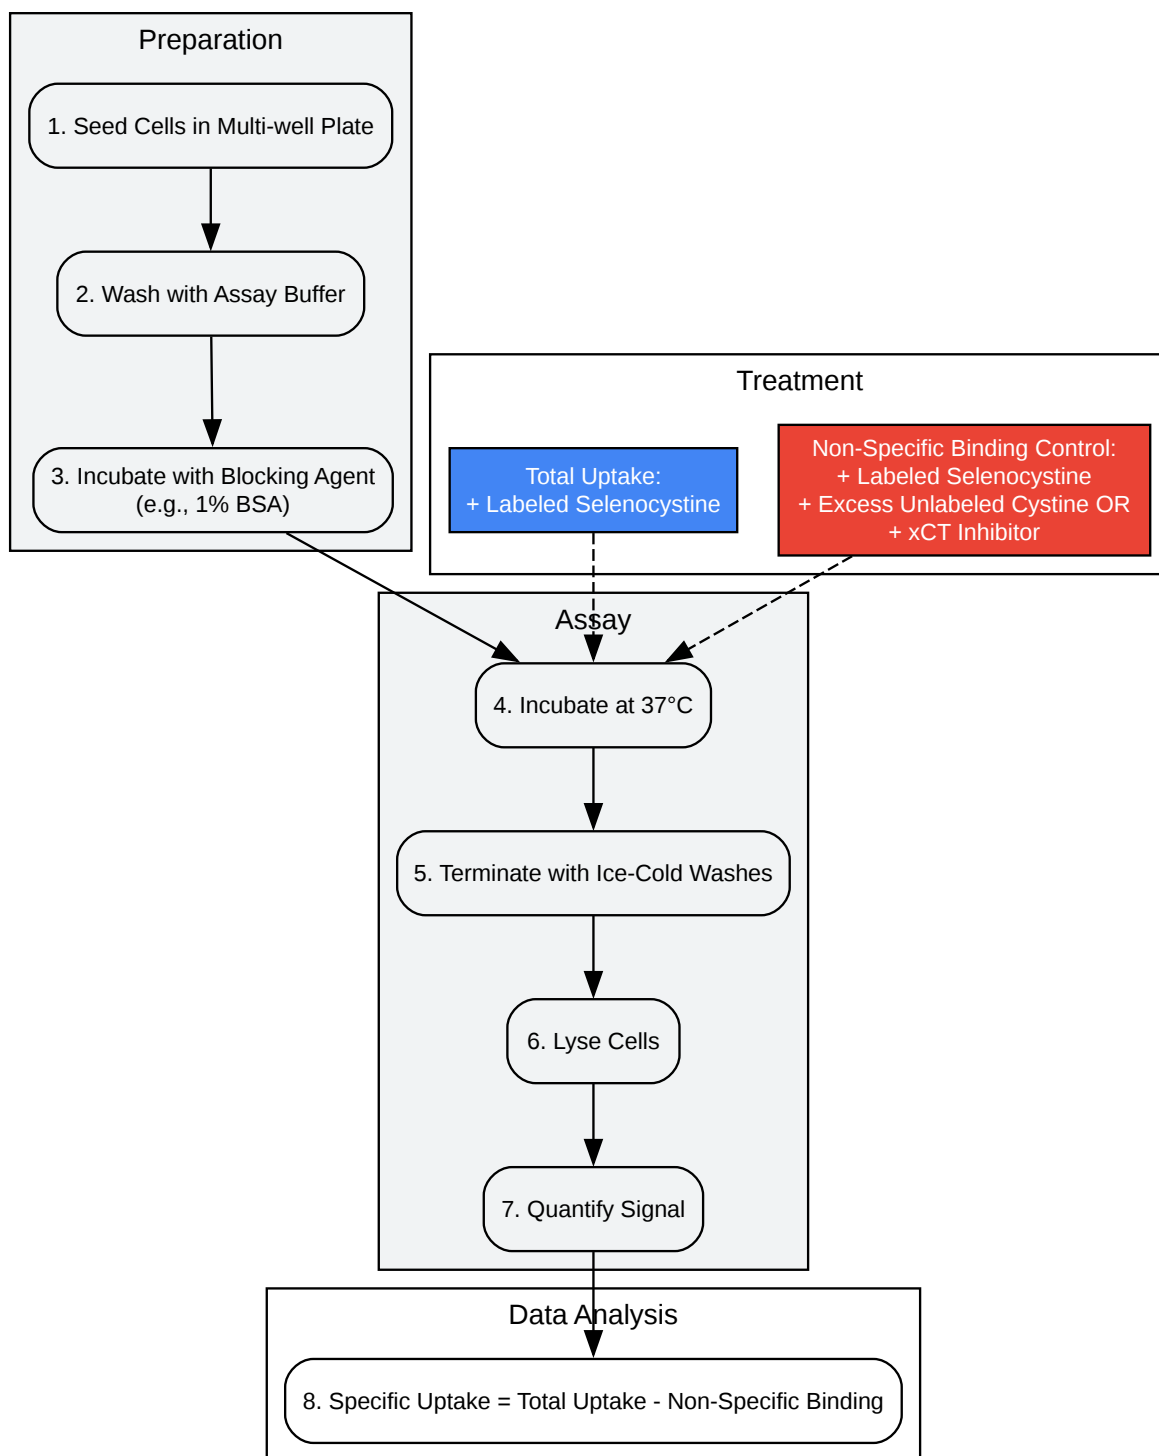 Preparation
1. Seed Cells in Multi-well Plate
2. Wash with Assay Buffer
3. Incubate with Blocking Agent
(e.g., 1% BSA)
Treatment
Total Uptake:
+ Labeled Selenocystine
Non-Specific Binding Control:
+ Labeled Selenocystine
+ Excess Unlabeled Cystine OR
+ xCT Inhibitor
Assay
4. Incubate at 37°C
5. Terminate with Ice-Cold Washes
6. Lyse Cells
7. Quantify Signal
Data Analysis
8. Specific Uptake = Total Uptake - Non-Specific Binding